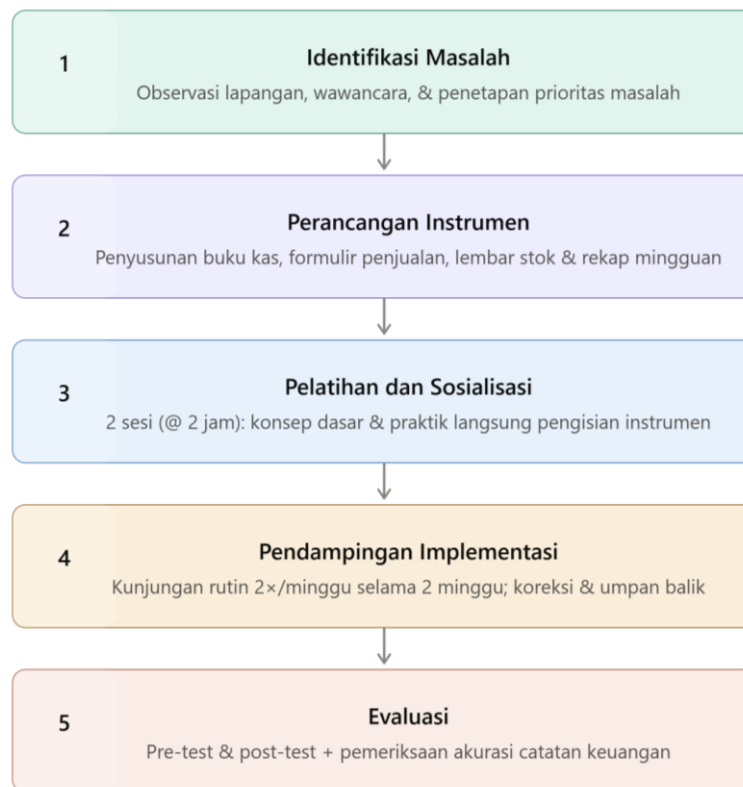 1
Identifikasi Masalah
Observasi lapangan, wawancara, & penetapan prioritas masalah
2
Perancangan Instrumen
Penyusunan buku kas, formulir penjualan, lembar stok & rekap mingguan
3
Pelatihan dan Sosialisasi
2 sesi (@ 2 jam): konsep dasar & praktik langsung pengisian instrumen
4
Pendampingan Implementasi
Kunjungan rutin 2×/minggu selama 2 minggu; koreksi & umpan balik
5
Evaluasi
Pre-test & post-test + pemeriksaan akurasi catatan keuangan